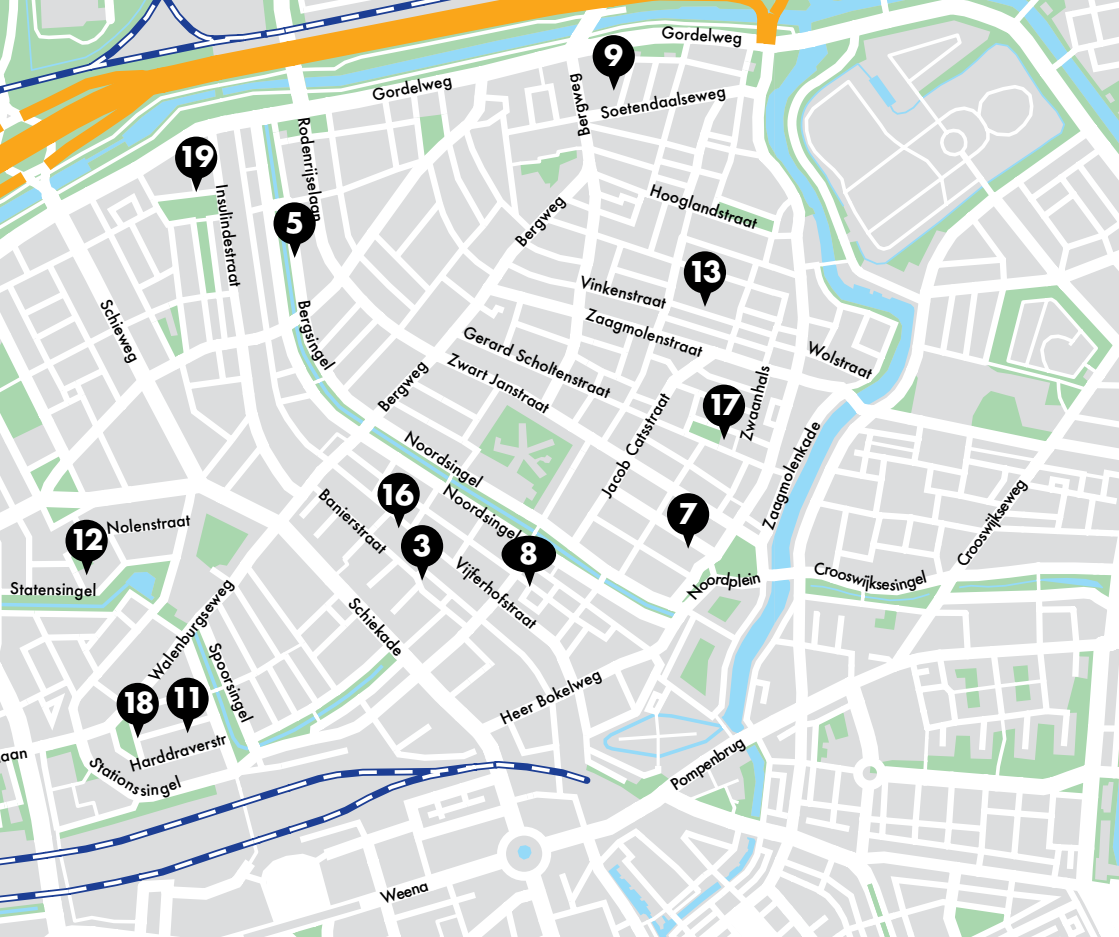 Gordelweg
9
Gordelweg
Bergweg
Soetendaalseweg
Rodenrijselaan
19
Insulindestraat
Hooglandstraat
5
Bergweg
13
Vinkenstraat
Schieweg
Bergsingel
Zaagmolenstraat
Gerard Scholtenstraat
Wolstraat
Zwart Janstraat
Bergweg
Zwaanhals
17
Jacob Catsstraat
Noordsingel
Zaagmolenkade
16
Noordsingel
Banierstraat
Crooswijkseweg
7
Nolenstraat
12
3
8
Vijferhofstraat
Noordplein
Crooswijksesingel
Statensingel
Walenburgseweg
Schiekade
Spoorsingel
Heer Bokelweg
18
11
Harddraverstr
aan
Stationssingel
Pompenbrug
Weena